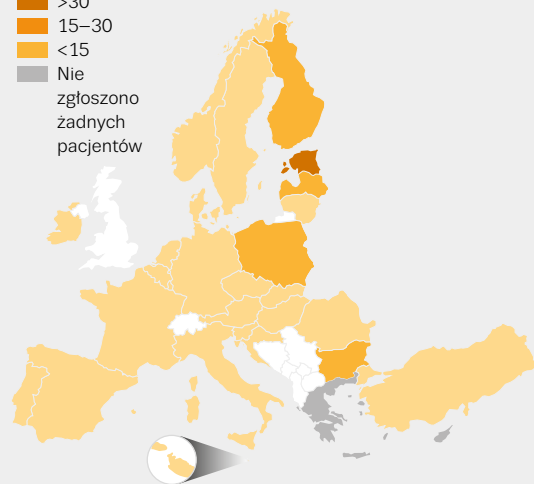 >30
15–30
<15
Nie
zgłoszono
żadnych
pacjentów